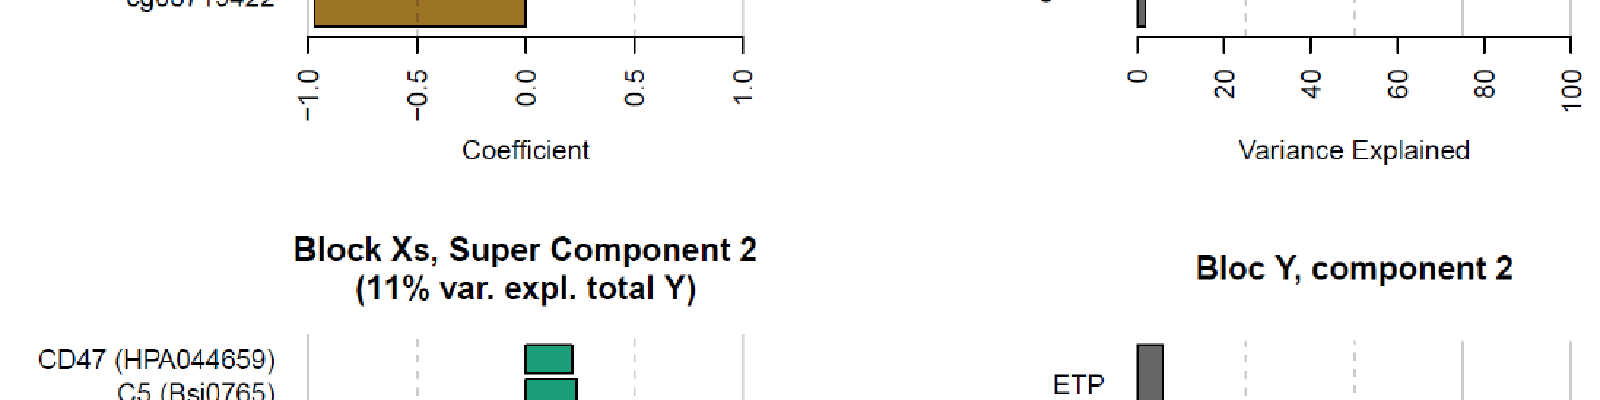 −1.0
−0.5
0.0
0.5
1.0
Coefficient
0
20
40
60
80
100
Variance Explained
Block Xs, Super Component 2
(11% var. expl. total Y)
CD47 (HPA044659)
C5 (Bsi0765)
Bloc Y, component 2
ETP